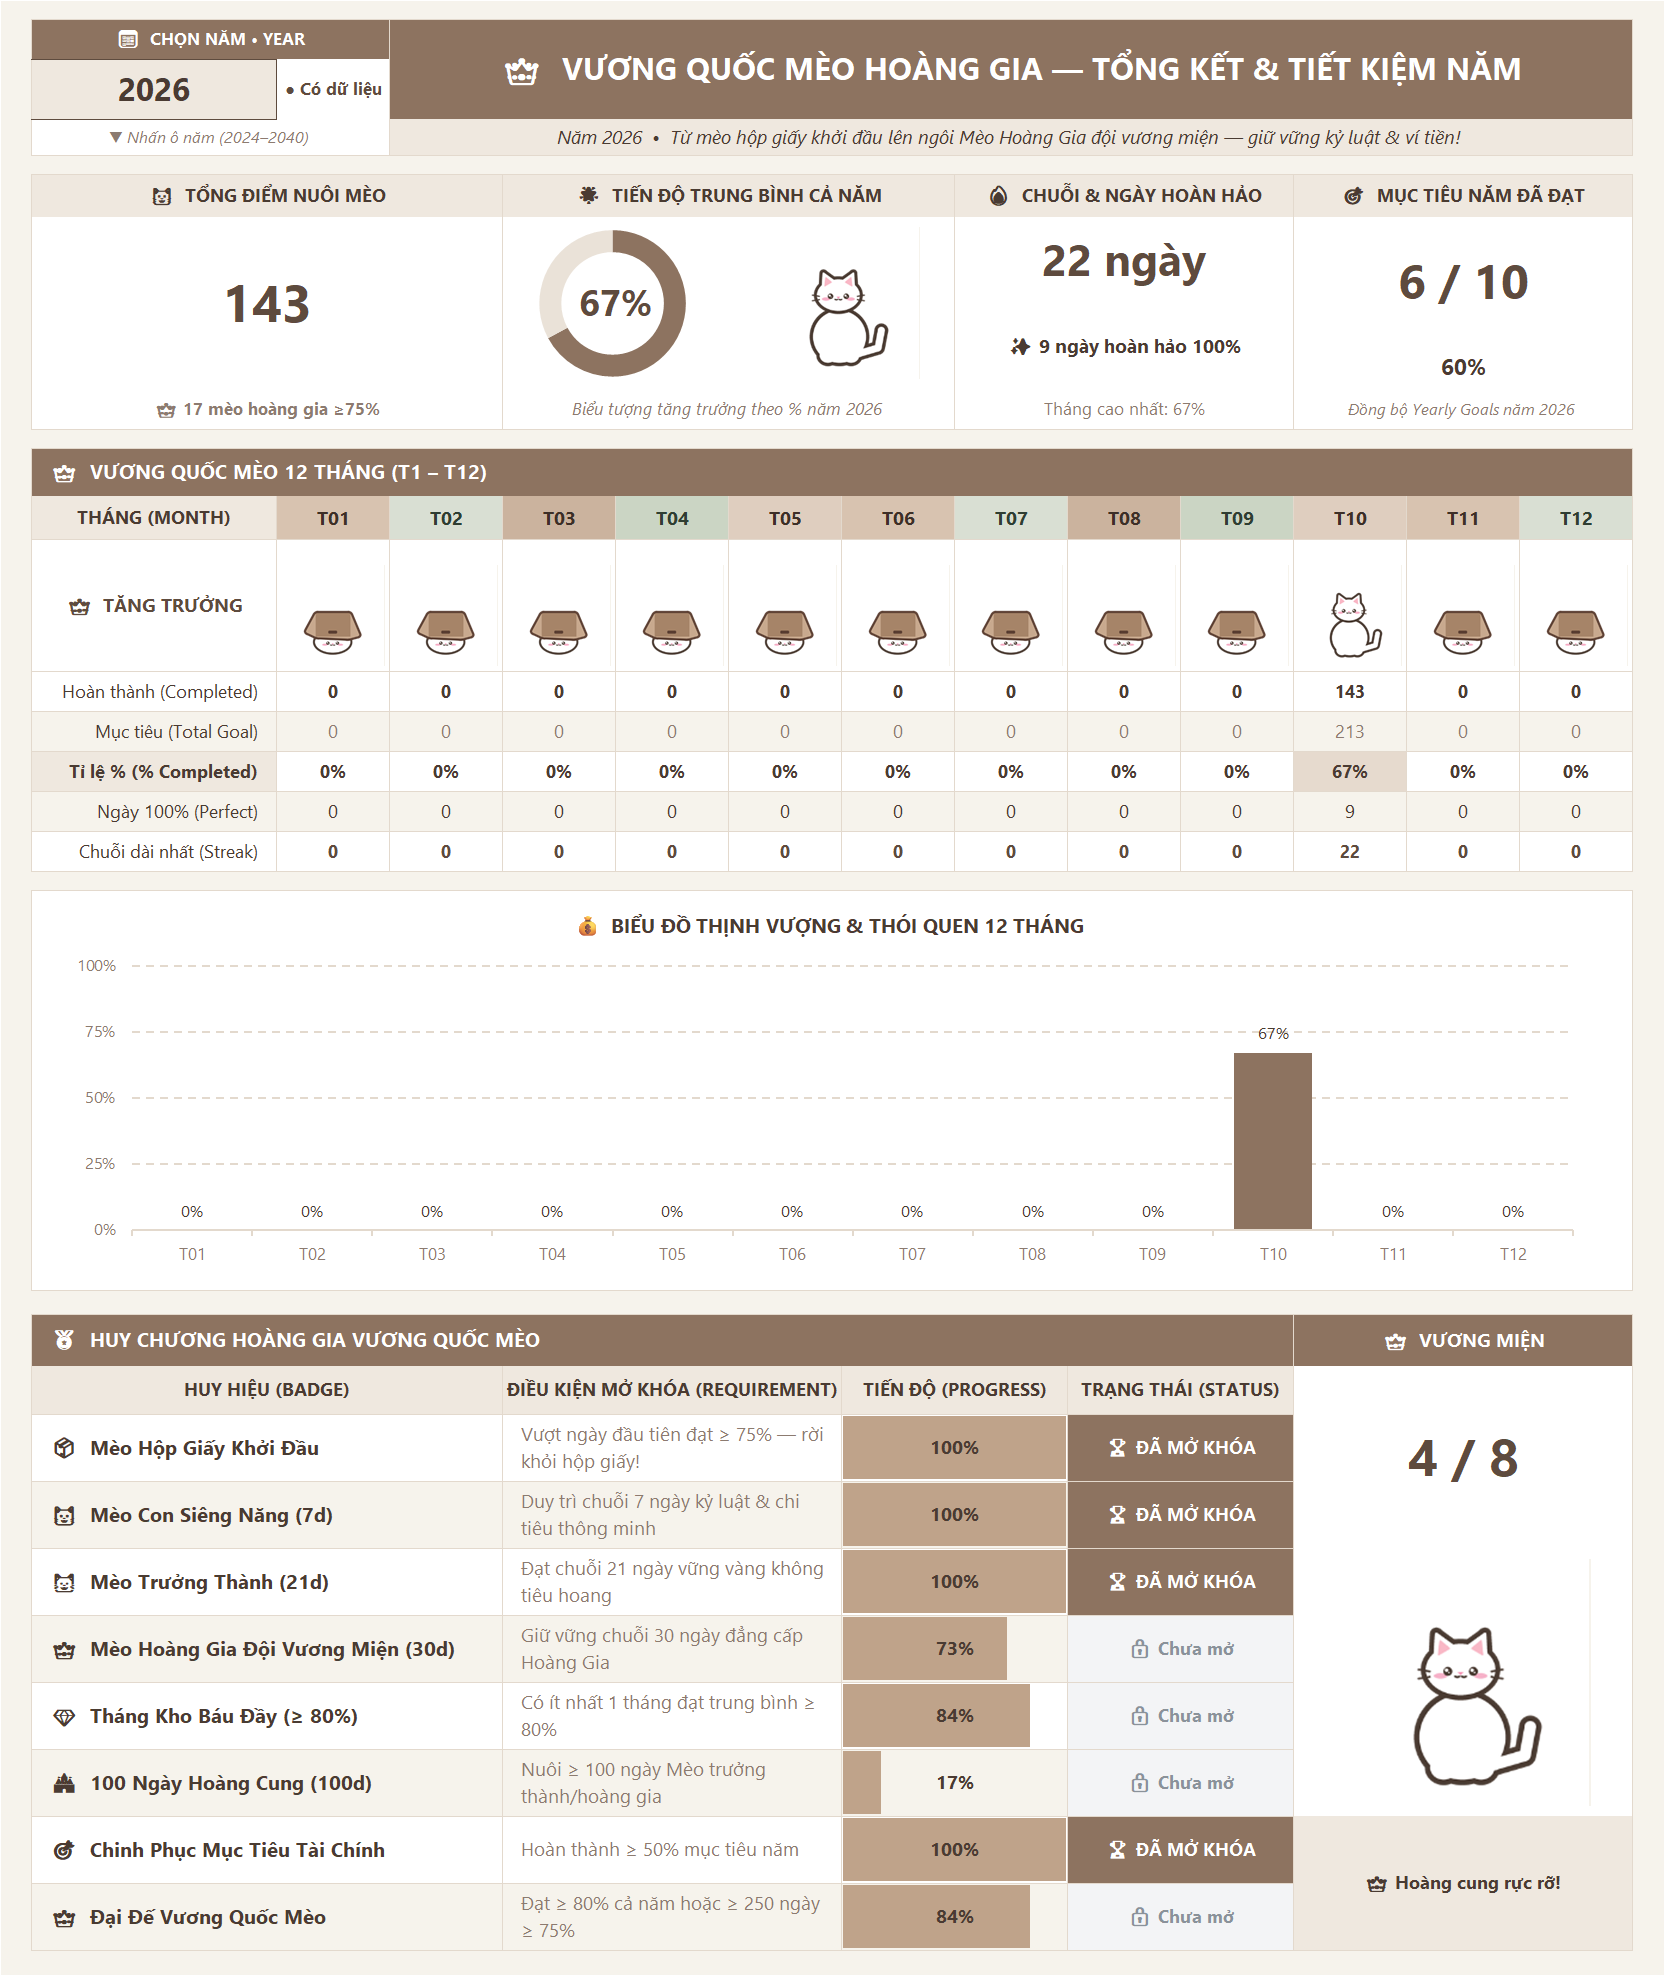 CHỌN NĂM • YEAR
2026
● Có dữ liệu
▼ Nhấn ô năm (2024–2040)
VƯƠNG QUỐC MÈO HOÀNG GIA — TỔNG KẾT & TIẾT KIỆM NĂM
Năm 2026 • Từ mèo hộp giấy khởi đầu lên ngôi Mèo Hoàng Gia đội vương miện — giữ vững kỷ luật & ví tiền!
TỔNG ĐIỂM NUÔI MÈO
143
17 mèo hoàng gia ≥75%
TIẾN ĐỘ TRUNG BÌNH CẢ NĂM
67%
Biểu tượng tăng trưởng theo % năm 2026
CHUỖI & NGÀY HOÀN HẢO
22 ngày
9 ngày hoàn hảo 100%
Tháng cao nhất: 67%
MỤC TIÊU NĂM ĐÃ ĐẠT
6 / 10
60%
Đồng bộ Yearly Goals năm 2026
VƯƠNG QUỐC MÈO 12 THÁNG (T1 – T12)
THÁNG (MONTH) T01 T02 T03 T04 T05 T06 T07 T08 T09 T10 T11 T12
TĂNG TRƯỞNG
Hoàn thành (Completed) 0 0 0 0 0 0 0 0 0 143 0 0
Mục tiêu (Total Goal) 0 0 0 0 0 0 0 0 0 213 0 0
Tỉ lệ % (% Completed) 0% 0% 0% 0% 0% 0% 0% 0% 0% 67% 0% 0%
Ngày 100% (Perfect) 0 0 0 0 0 0 0 0 0 9 0 0
Chuỗi dài nhất (Streak) 0 0 0 0 0 0 0 0 0 22 0 0
BIỂU ĐỒ THỊNH VƯỢNG & THÓI QUEN 12 THÁNG
100%
75%
50%
25%
0%
0% 0% 0% 0% 0% 0% 0% 0% 0% 67% 0% 0%
T01 T02 T03 T04 T05 T06 T07 T08 T09 T10 T11 T12
HUY CHƯƠNG HOÀNG GIA VƯƠNG QUỐC MÈO
HUY HIỆU (BADGE) ĐIỀU KIỆN MỞ KHÓA (REQUIREMENT) TIẾN ĐỘ (PROGRESS) TRẠNG THÁI (STATUS)
Mèo Hộp Giấy Khởi Đầu
Vượt ngày đầu tiên đạt ≥ 75% — rời
khỏi hộp giấy!
100%
ĐÃ MỞ KHÓA
Mèo Con Siêng Năng (7d)
Duy trì chuỗi 7 ngày kỷ luật & chi
tiêu thông minh
100%
ĐÃ MỞ KHÓA
Mèo Trưởng Thành (21d)
Đạt chuỗi 21 ngày vững vàng không
tiêu hoang
100%
ĐÃ MỞ KHÓA
Mèo Hoàng Gia Đội Vương Miện (30d)
Giữ vững chuỗi 30 ngày đẳng cấp
Hoàng Gia
73%
Chưa mở
Tháng Kho Báu Đầy (≥ 80%)
Có ít nhất 1 tháng đạt trung bình ≥
80%
84%
Chưa mở
100 Ngày Hoàng Cung (100d)
Nuôi ≥ 100 ngày Mèo trưởng
thành/hoàng gia
17%
Chưa mở
Chinh Phục Mục Tiêu Tài Chính
Hoàn thành ≥ 50% mục tiêu năm
100%
ĐÃ MỞ KHÓA
Đại Đế Vương Quốc Mèo
Đạt ≥ 80% cả năm hoặc ≥ 250 ngày
≥ 75%
84%
Chưa mở
VƯƠNG MIỆN
4 / 8
Hoàng cung rực rỡ!